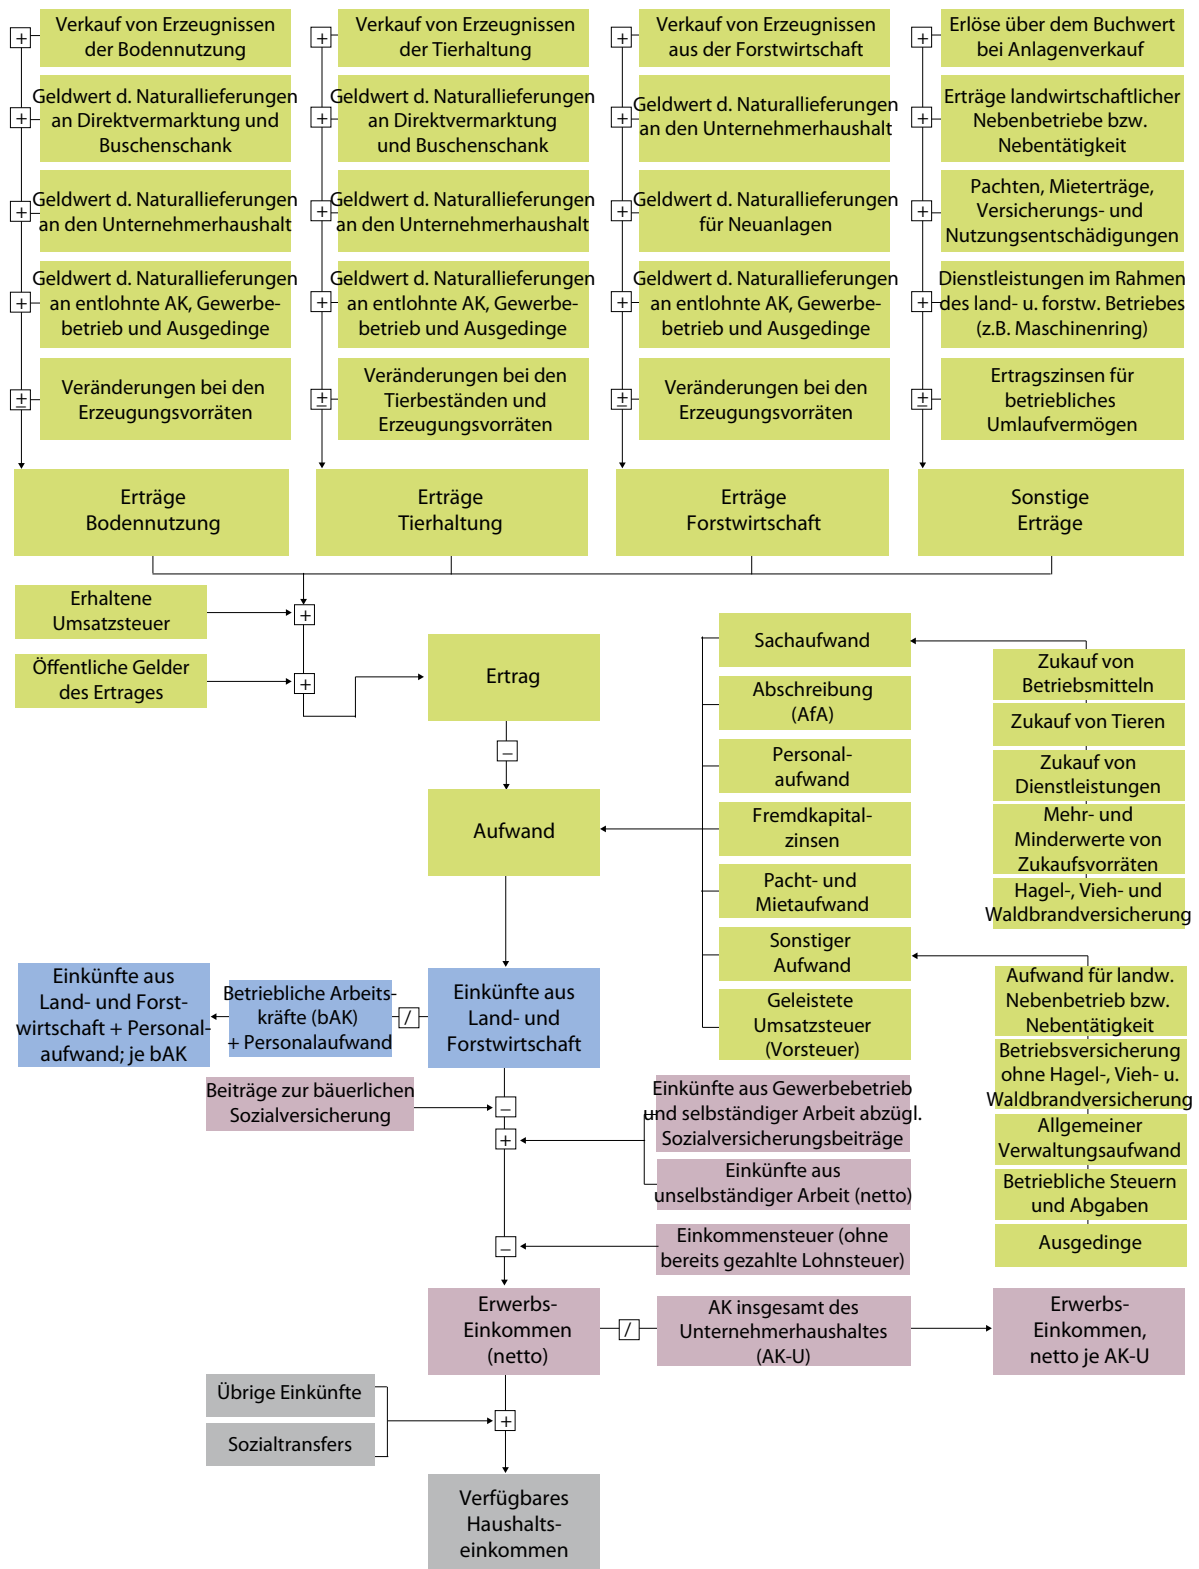 Verkauf von Erzeugnissen
der Bodennutzung
Geldwert d. Naturallieferungen
an Direktvermarktung und
Buschenschank
Geldwert d. Naturallieferungen
an den Unternehmerhaushalt
Geldwert d. Naturallieferungen
an entlohnte AK, Gewerbe-
betrieb und Ausgedinge
Veränderungen bei den
Erzeugungsvorräten
Erträge
Bodennutzung
Verkauf von Erzeugnissen
der Tierhaltung
Geldwert d. Naturallieferungen
an Direktvermarktung
und Buschenschank
Geldwert d. Naturallieferungen
an den Unternehmerhaushalt
Geldwert d. Naturallieferungen
an entlohnte AK, Gewerbe-
betrieb und Ausgedinge
Veränderungen bei den
Tierbeständen und
Erzeugungsvorräten
Erträge
Tierhaltung
Verkauf von Erzeugnissen
aus der Forstwirtschaft
Geldwert d. Naturallieferungen
an den Unternehmerhaushalt
Geldwert d. Naturallieferungen
für Neuanlagen
Geldwert d. Naturallieferungen
an entlohnte AK, Gewerbe-
betrieb und Ausgedinge
Veränderungen bei den
Erzeugungsvorräten
Erträge
Forstwirtschaft
Erlöse über dem Buchwert
bei Anlagenverkauf
Erträge landwirtschaftlicher
Nebenbetriebe bzw.
Nebentätigkeit
Pachten, Mieterträge,
Versicherungs- und
Nutzungsentschädigungen
Dienstleistungen im Rahmen
des land- u. forstw. Betriebes
(z.B. Maschinenring)
Ertragszinsen für
betriebliches
Umlaufvermögen
Sonstige
Erträge
+
+
+
+
±
+
+
+
+
±
+
+
+
+
±
+
+
+
+
±
Erhaltene
Umsatzsteuer
+
Öffentliche Gelder
des Ertrages
+
Ertrag
–
Aufwand
Sachaufwand
Abschreibung
(AfA)
Personal-
aufwand
Fremdkapital-
zinsen
Pacht- und
Mietaufwand
Sonstiger
Aufwand
Geleistete
Umsatzsteuer
(Vorsteuer)
Zukauf von
Betriebsmitteln
Zukauf von Tieren
Zukauf von
Dienstleistungen
Mehr- und
Minderwerte von
Zukaufsvorräten
Hagel-, Vieh- und
Waldbrandversicherung
Aufwand für landw.
Nebenbetrieb bzw.
Nebentätigkeit
Betriebsversicherung
ohne Hagel-, Vieh- u.
Waldbrandversicherung
Allgemeiner
Verwaltungsaufwand
Betriebliche Steuern
und Abgaben
Ausgedinge
Einkünfte aus
Land- und Forst-
wirtschaft + Personal-
aufwand; je bAK
Betriebliche Arbeits-
kräfte (bAK)
+ Personalaufwand
/
Einkünfte aus
Land- und
Forstwirtschaft
Beiträge zur bäuerlichen
Sozialversicherung
–
+
Einkünfte aus Gewerbebetrieb
und selbständiger Arbeit abzügl.
Sozialversicherungsbeiträge
Einkünfte aus
unselbständiger Arbeit (netto)
–
Einkommensteuer (ohne
bereits gezahlte Lohnsteuer)
Erwerbs-
Einkommen
(netto)
/
AK insgesamt des
Unternehmerhaushaltes
(AK-U)
Erwerbs-
Einkommen,
netto je AK-U
Übrige Einkünfte
Sozialtransfers
+
Verfügbares
Haushalts-
einkommen